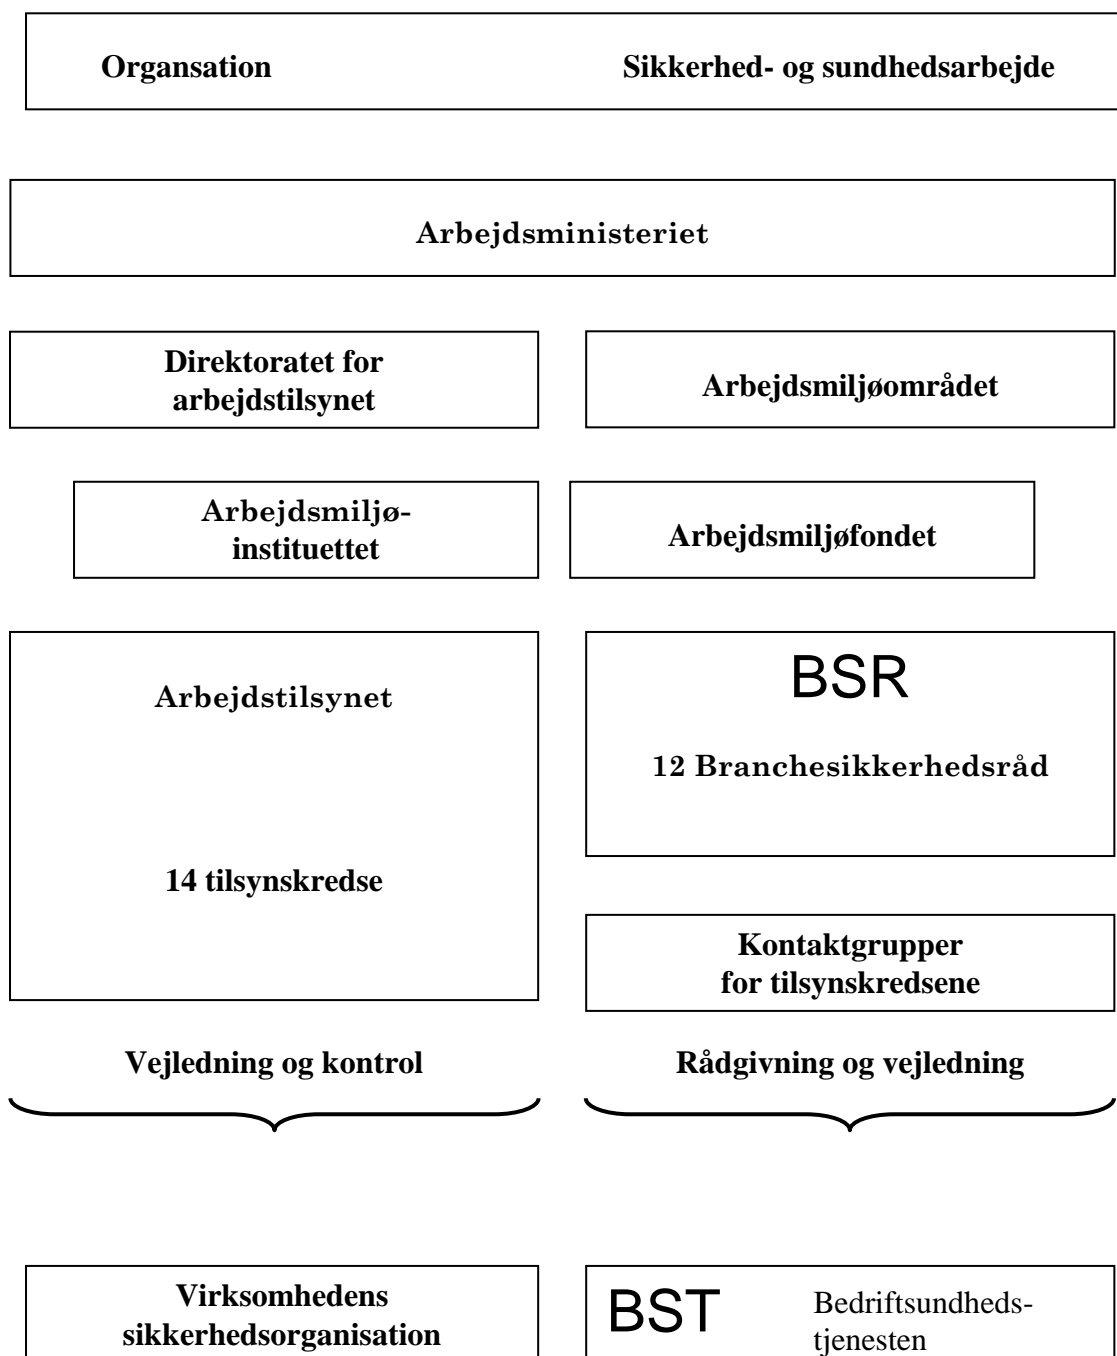 Organsation Sikkerhed- og sundhedsarbejde
Arbejdsministeriet
Direktoratet for
arbejdstilsynet
Arbejdsmiljøområdet
Arbejdsmiljø-
instituettet
Arbejdsmiljøfondet
Arbejdstilsynet
14 tilsynskredse
BSR
12 Branchesikkerhedsråd
Kontaktgrupper
for tilsynskredsene
Vejledning og kontrol
Rådgivning og vejledning
Virksomhedens
sikkerhedsorganisation
BST
Bedriftsundheds-
tjenesten